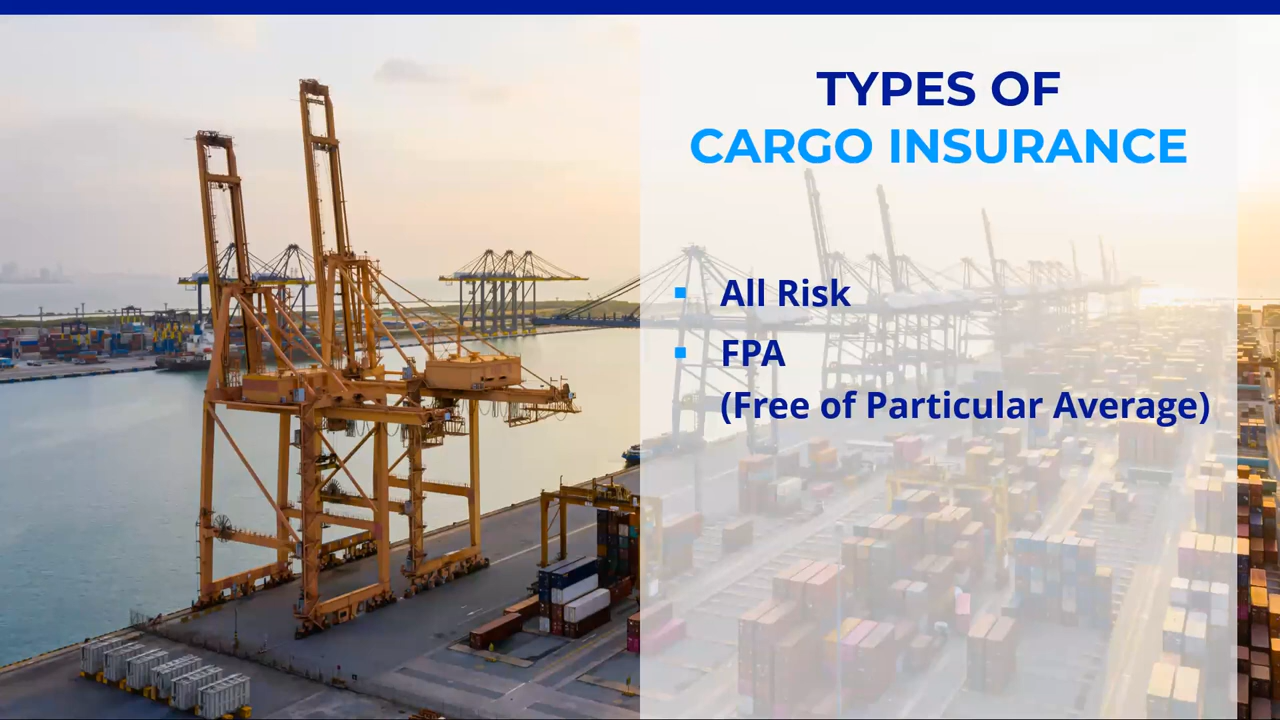 TYPES OF
CARGO INSURANCE
▪ All Risk
▪ FPA
(Free of Particular Average)